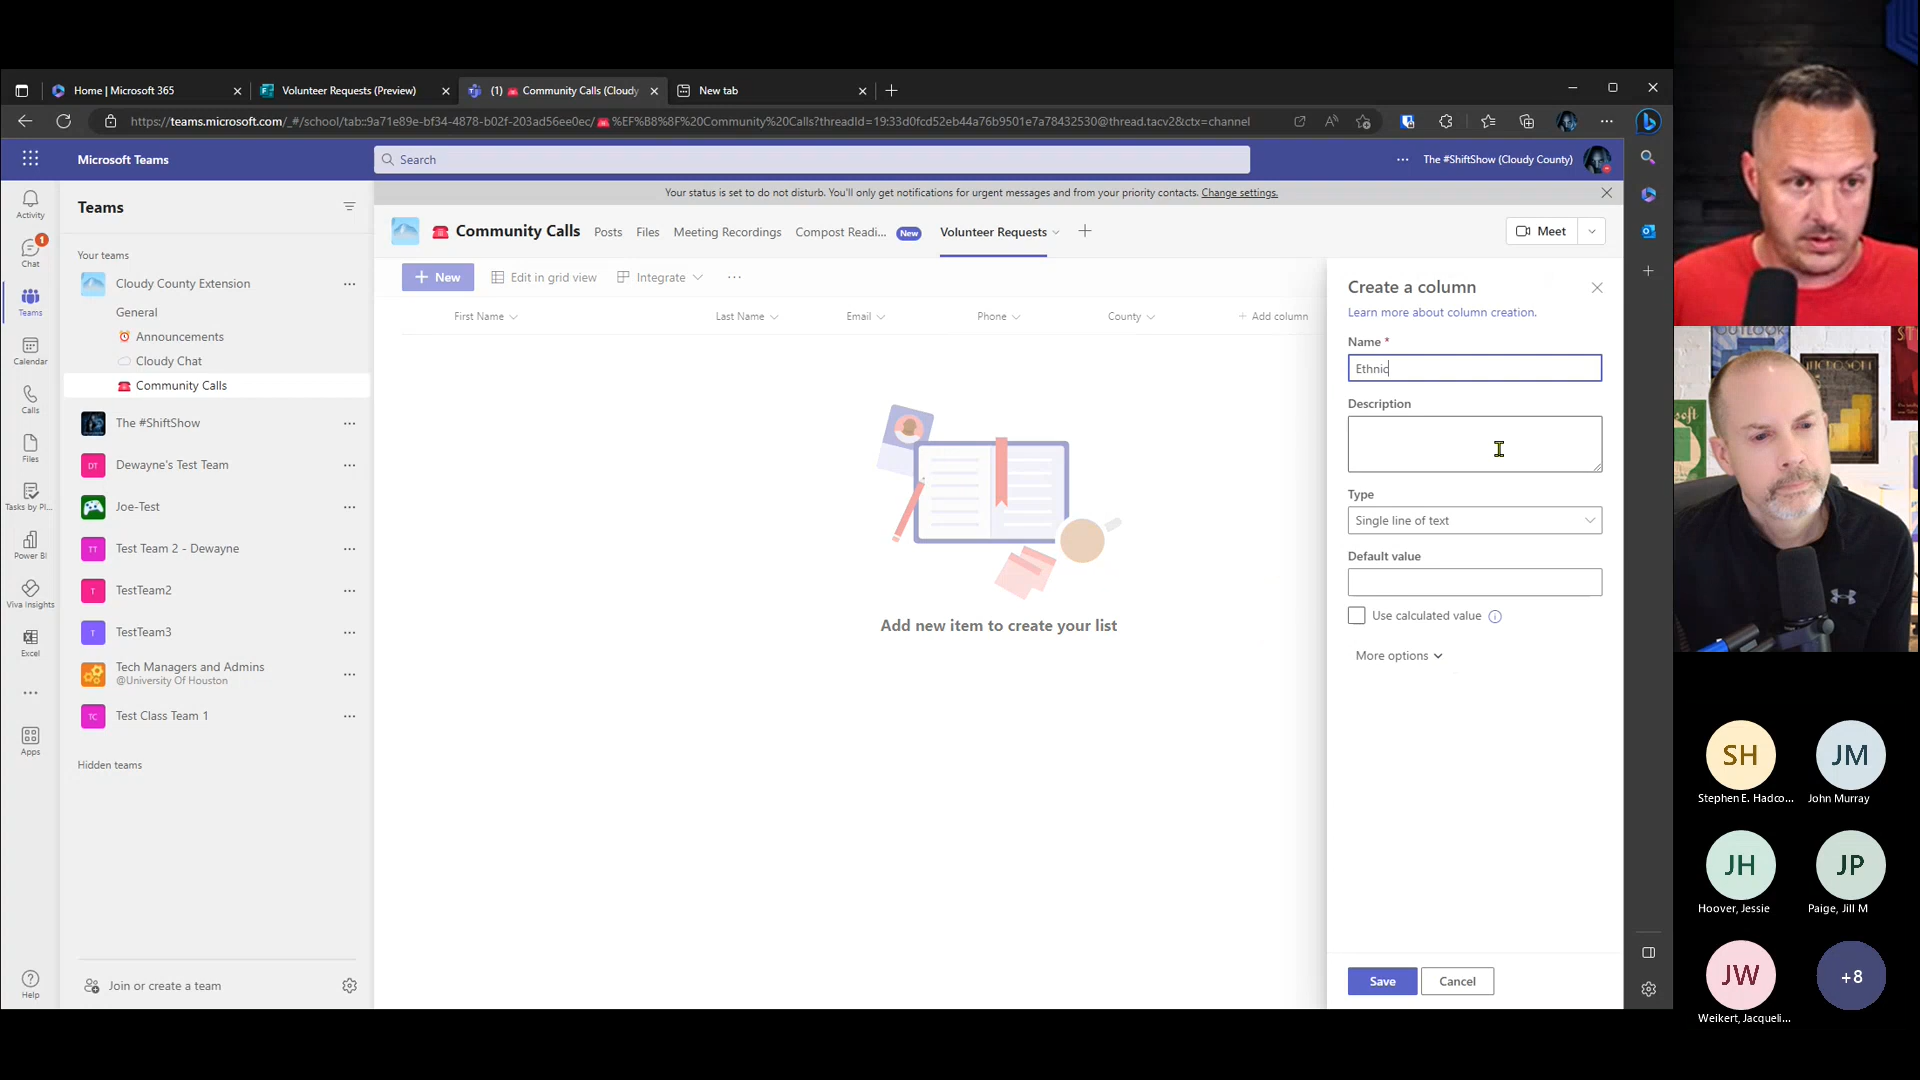 Home | Microsoft 365
Volunteer Requests (Preview)
(1) ☎️ Community Calls (Cloudy
New tab
https://teams.microsoft.com/_#/school/tab::9a71e89e-bf34-4878-b02f-203ad56ee0ec/☎️%EF%B8%8F%20Community%20Calls?threadId=19:33d0fcd52eb44a76b9501e7a78432530@thread.tacv2&ctx=channel
Microsoft Teams
Search
The #ShiftShow (Cloudy County)
Your status is set to do not disturb. You'll only get notifications for urgent messages and from your priority contacts. Change settings.
Activity
Chat
1
Teams
Calendar
Calls
Files
Tasks by Pl...
Power BI
Viva Insights
Excel
Apps
Help
Teams
Your teams
Cloudy County Extension
General
Announcements
Cloudy Chat
Community Calls
The #ShiftShow
DT Dewayne's Test Team
Joe-Test
TT Test Team 2 - Dewayne
T TestTeam2
T TestTeam3
Tech Managers and Admins
@University Of Houston
TC Test Class Team 1
Hidden teams
Join or create a team
Community Calls
Posts
Files
Meeting Recordings
Compost Readi...
New
Volunteer Requests
Meet
New
Edit in grid view
Integrate
First Name
Last Name
Email
Phone
County
Add column
Add new item to create your list
Create a column
Learn more about column creation.
Name *
Ethnic
Description
Type
Single line of text
Default value
Use calculated value
More options
Save
Cancel
OUTLOOK
SH
JM
Stephen E. Hadco...
John Murray
JH
JP
Hoover, Jessie
Paige, Jill M
JW
+8
Weikert, Jacqueli...